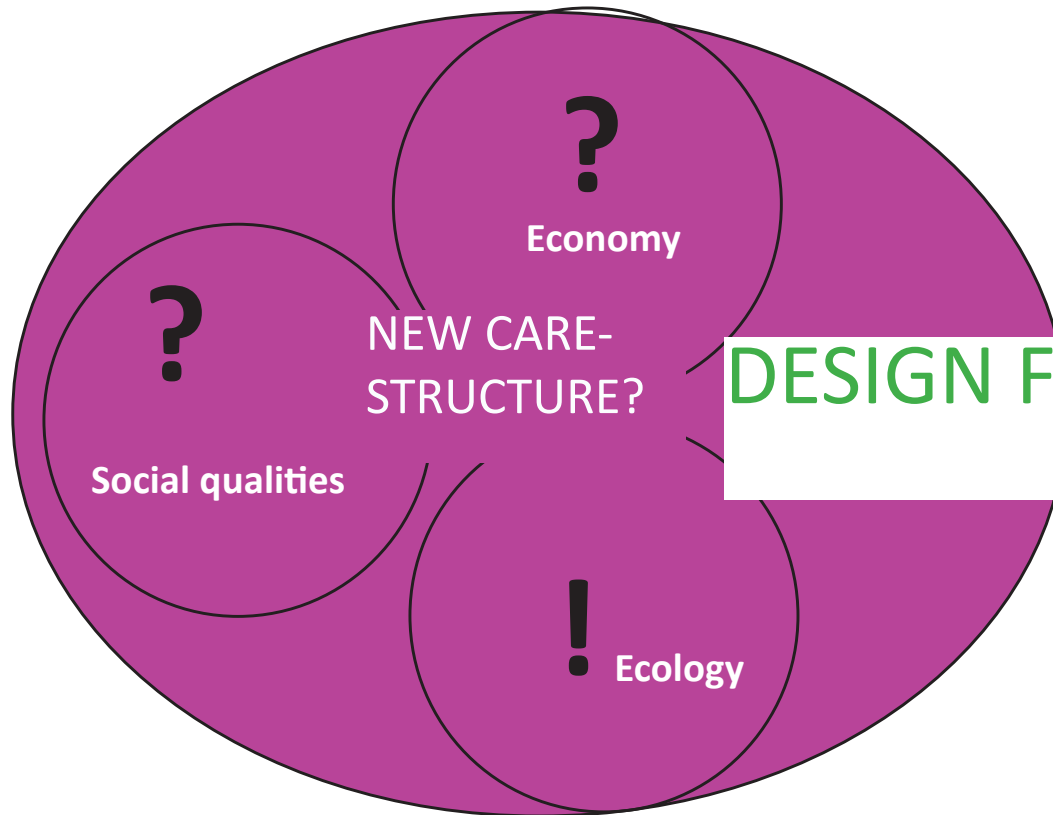 ?
Economy
?
NEW CARE-
STRUCTURE?
DESIGN F
Social qualities
!
Ecology